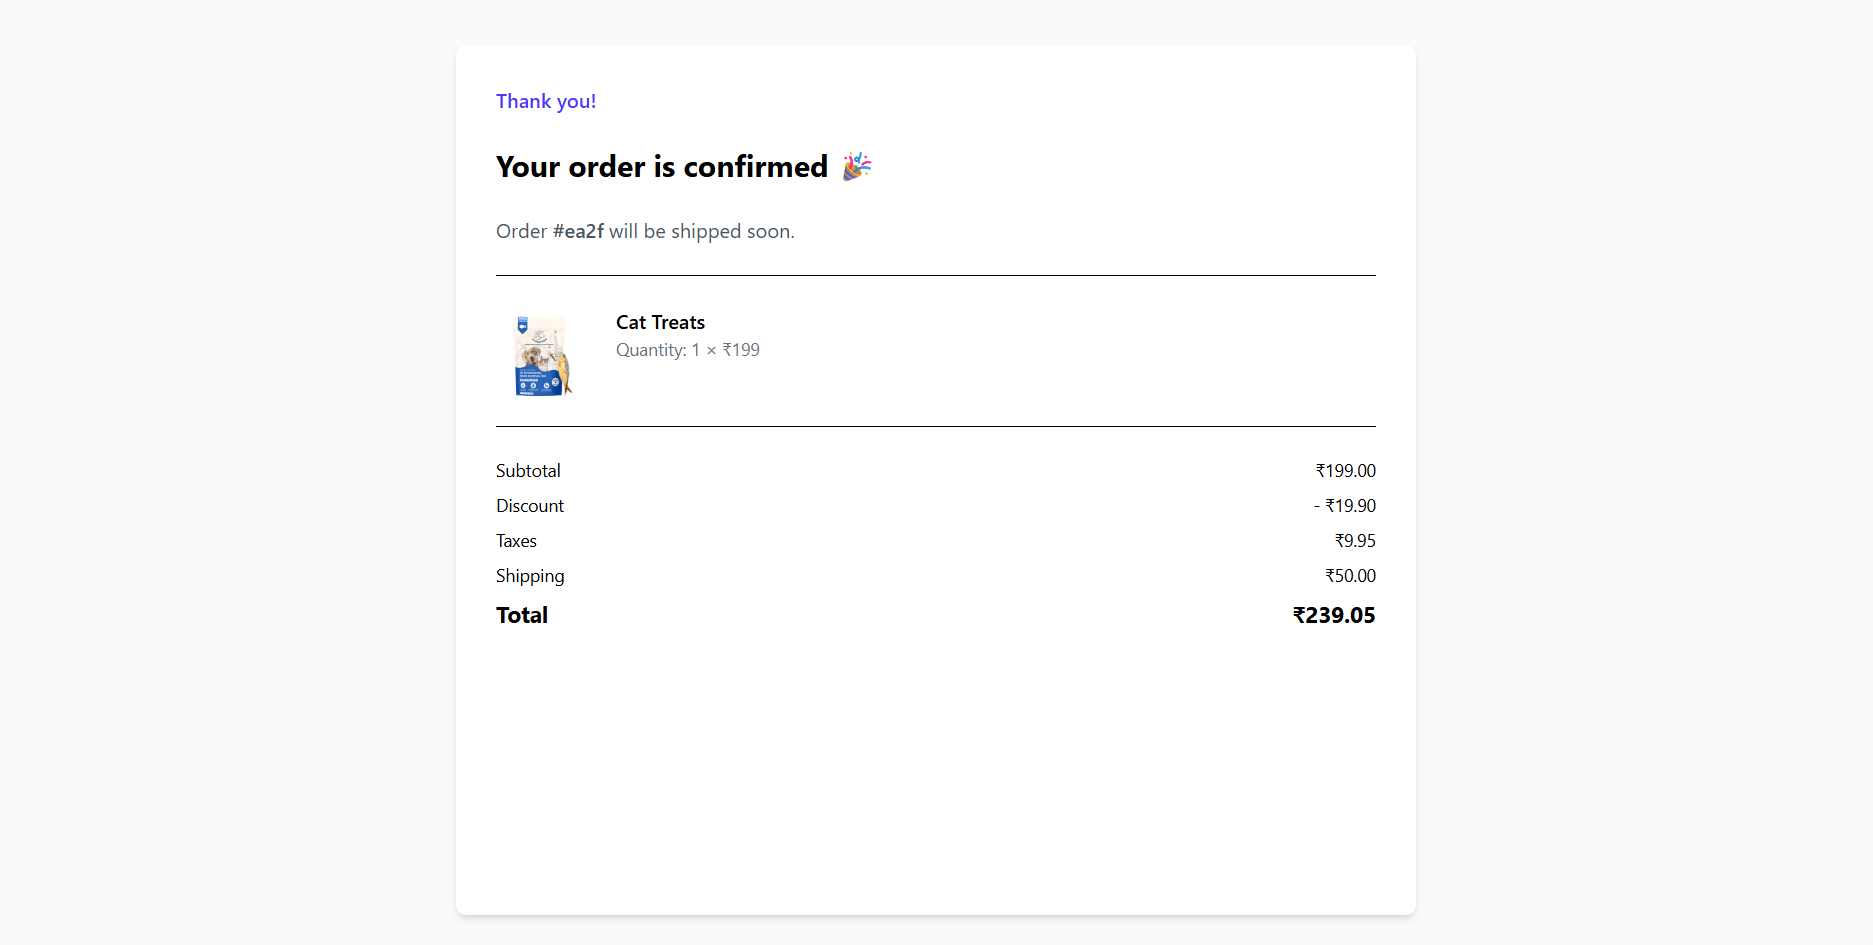 Thank you!
Your order is confirmed 🎉
Order #ea2f will be shipped soon.
Cat Treats
Quantity: 1 × ₹199
Subtotal ₹199.00
Discount - ₹19.90
Taxes ₹9.95
Shipping ₹50.00
Total ₹239.05